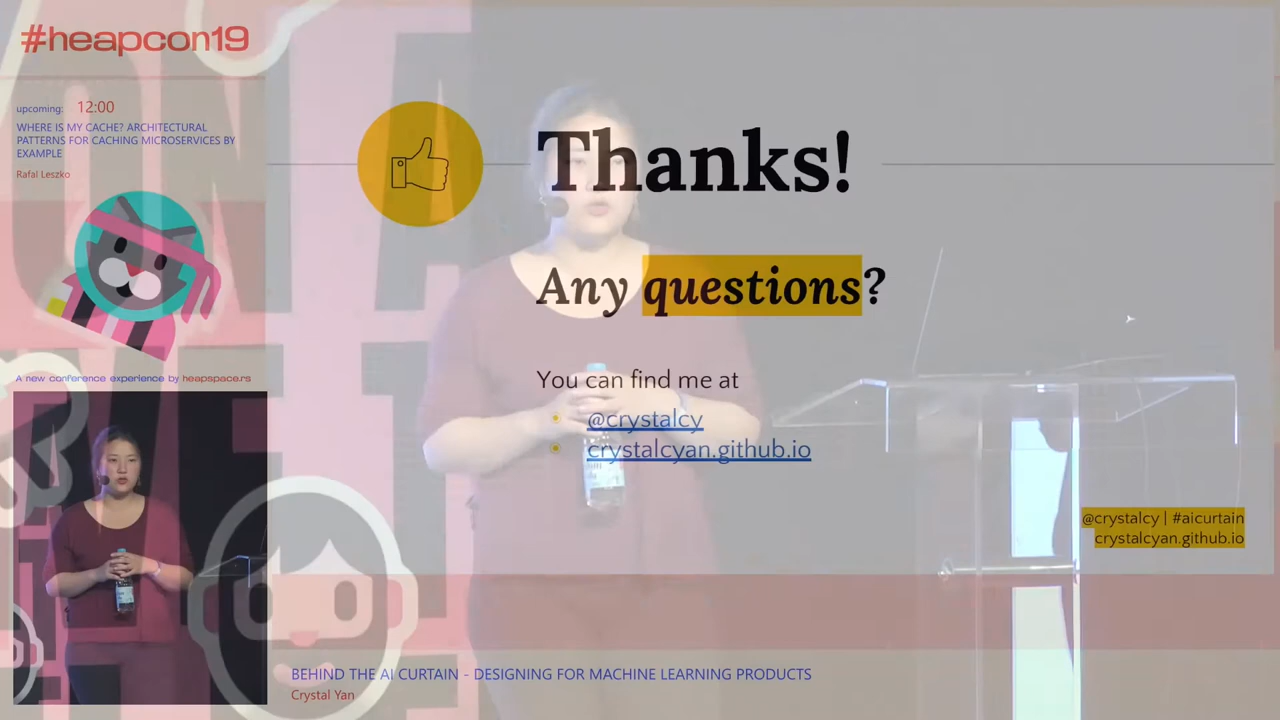 #heapcon19
upcoming: 12:00
WHERE IS MY CACHE? ARCHITECTURAL
PATTERNS FOR CACHING MICROSERVICES BY
EXAMPLE
Rafal Leszko
A new conference experience by heapspace.rs
Thanks!
Any questions?
You can find me at
@crystalcy
crystalcyan.github.io
@crystalcy | #aicurtain
crystalcyan.github.io
BEHIND THE AI CURTAIN - DESIGNING FOR MACHINE LEARNING PRODUCTS
Crystal Yan